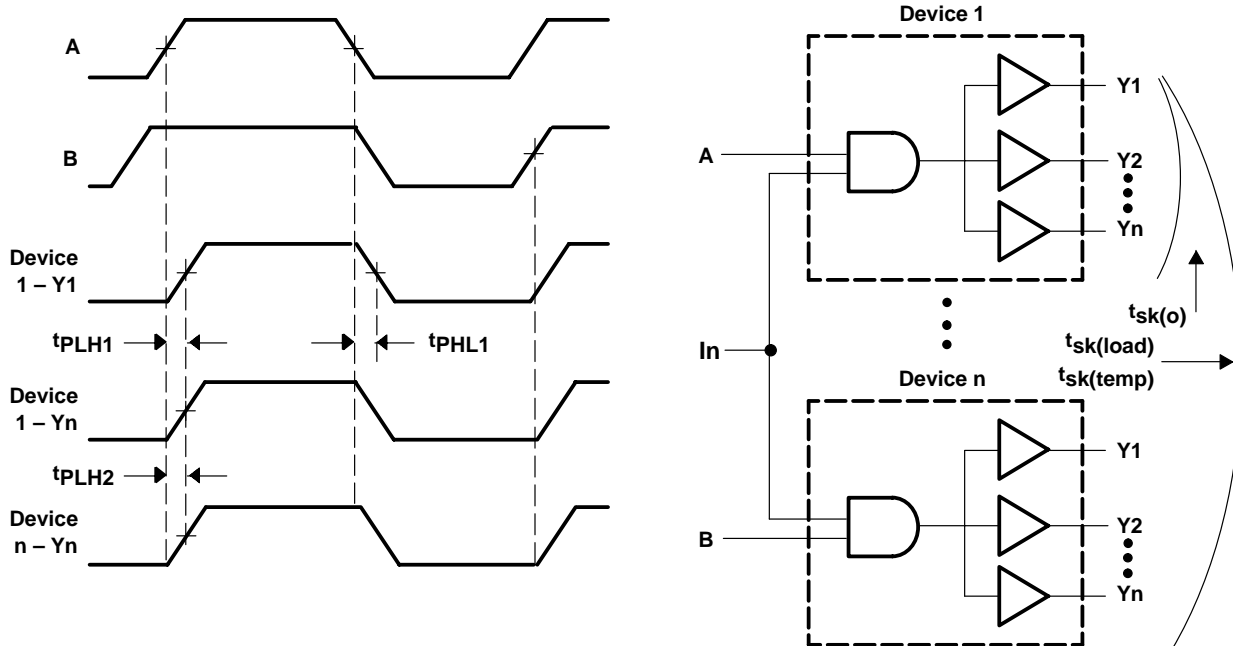 A
B
Device
1 – Y1
tPLH1
tPHL1
Device
1 – Yn
tPLH2
Device
n – Yn
Device 1
A
Y1
Y2
Yn
tsk(o)
tsk(load)
tsk(temp)
In
Device n
B
Y1
Y2
Yn